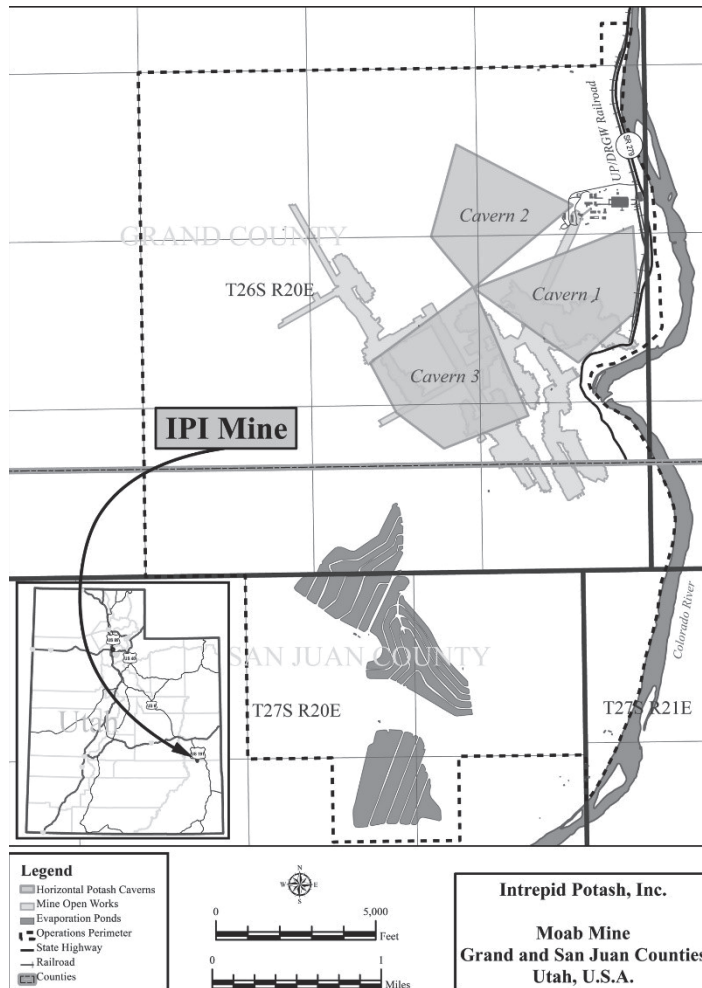 UP/DRGW Railroad
SR 279
Cavern 2
GRAND COUNTY
T26S R20E
Cavern 1
Cavern 3
IPI Mine
Colorado River
SAN JUAN COUNTY
T27S R20E
T27S R21E
Utah
Legend
Horizontal Potash Caverns
Mine Open Works
Evaporation Ponds
Operations Perimeter
State Highway
Railroad
Counties
N
W E
S
0 5,000
Feet
0 1
Miles
Intrepid Potash, Inc.
Moab Mine
Grand and San Juan Counties
Utah, U.S.A.